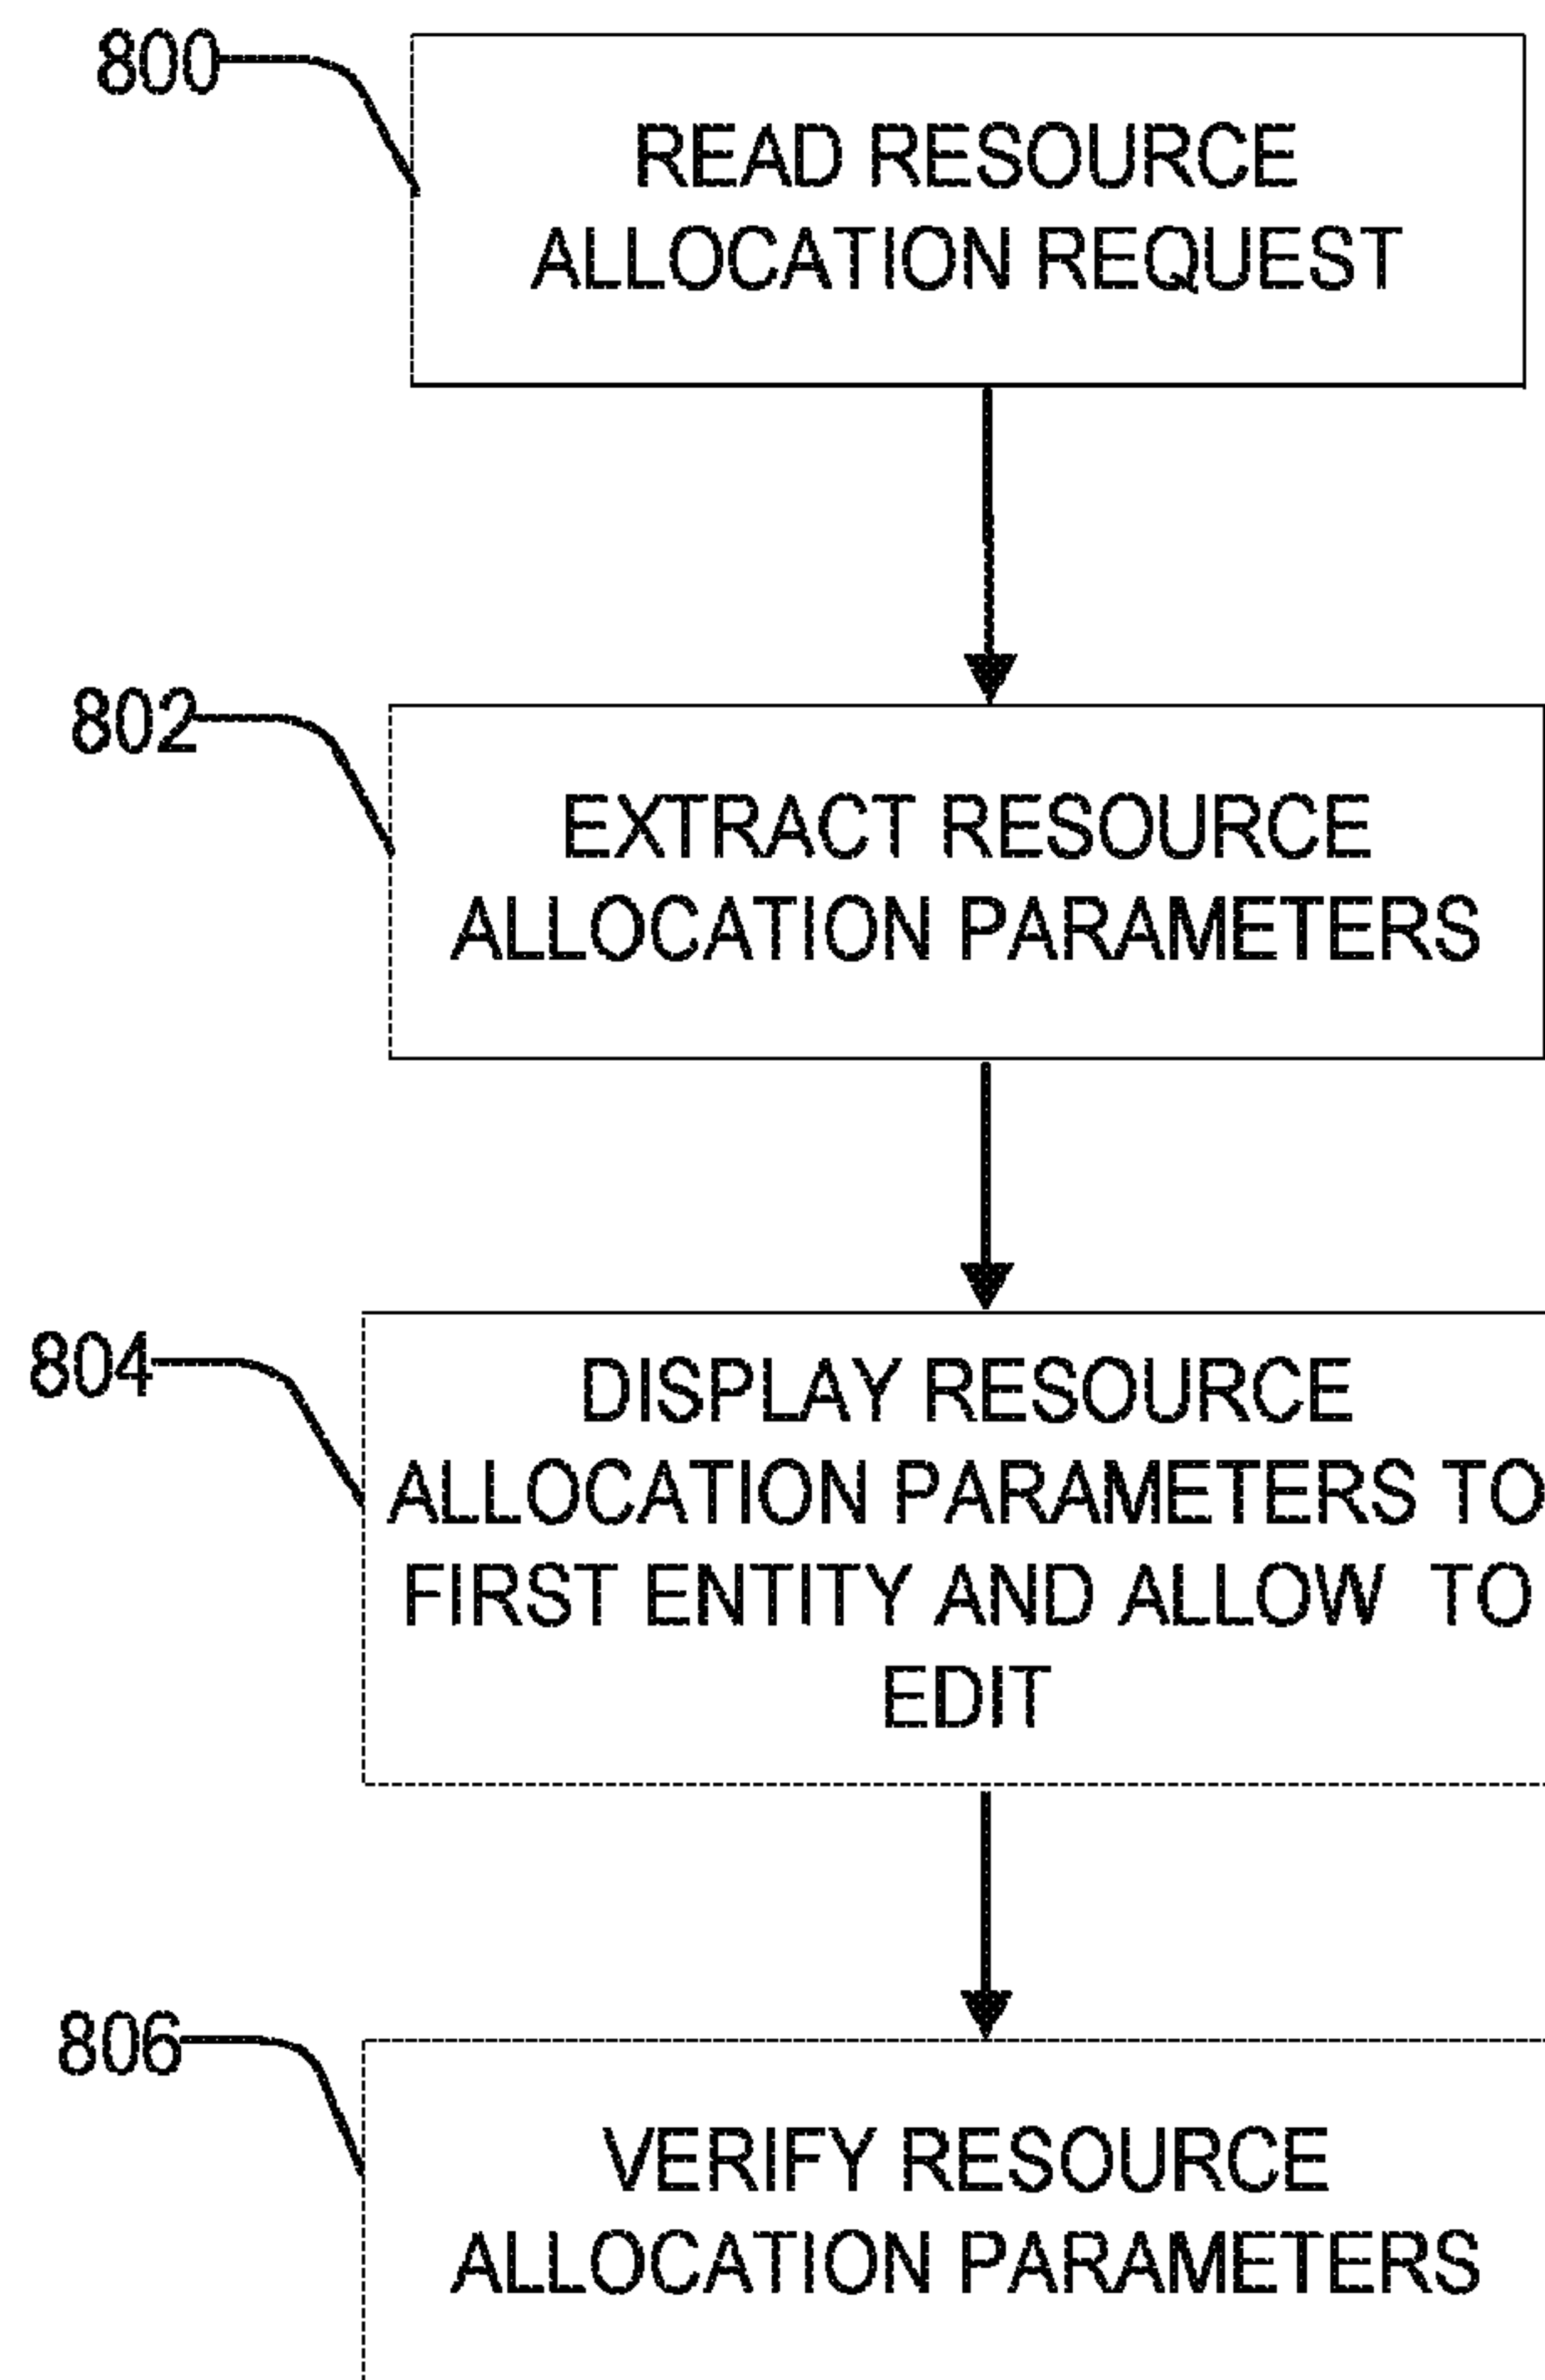 800
READ RESOURCE
ALLOCATION REQUEST
802
EXTRACT RESOURCE
ALLOCATION PARAMETERS
804
DISPLAY RESOURCE
ALLOCATION PARAMETERS TO
FIRST ENTITY AND ALLOW TO
EDIT
806
VERIFY RESOURCE
ALLOCATION PARAMETERS